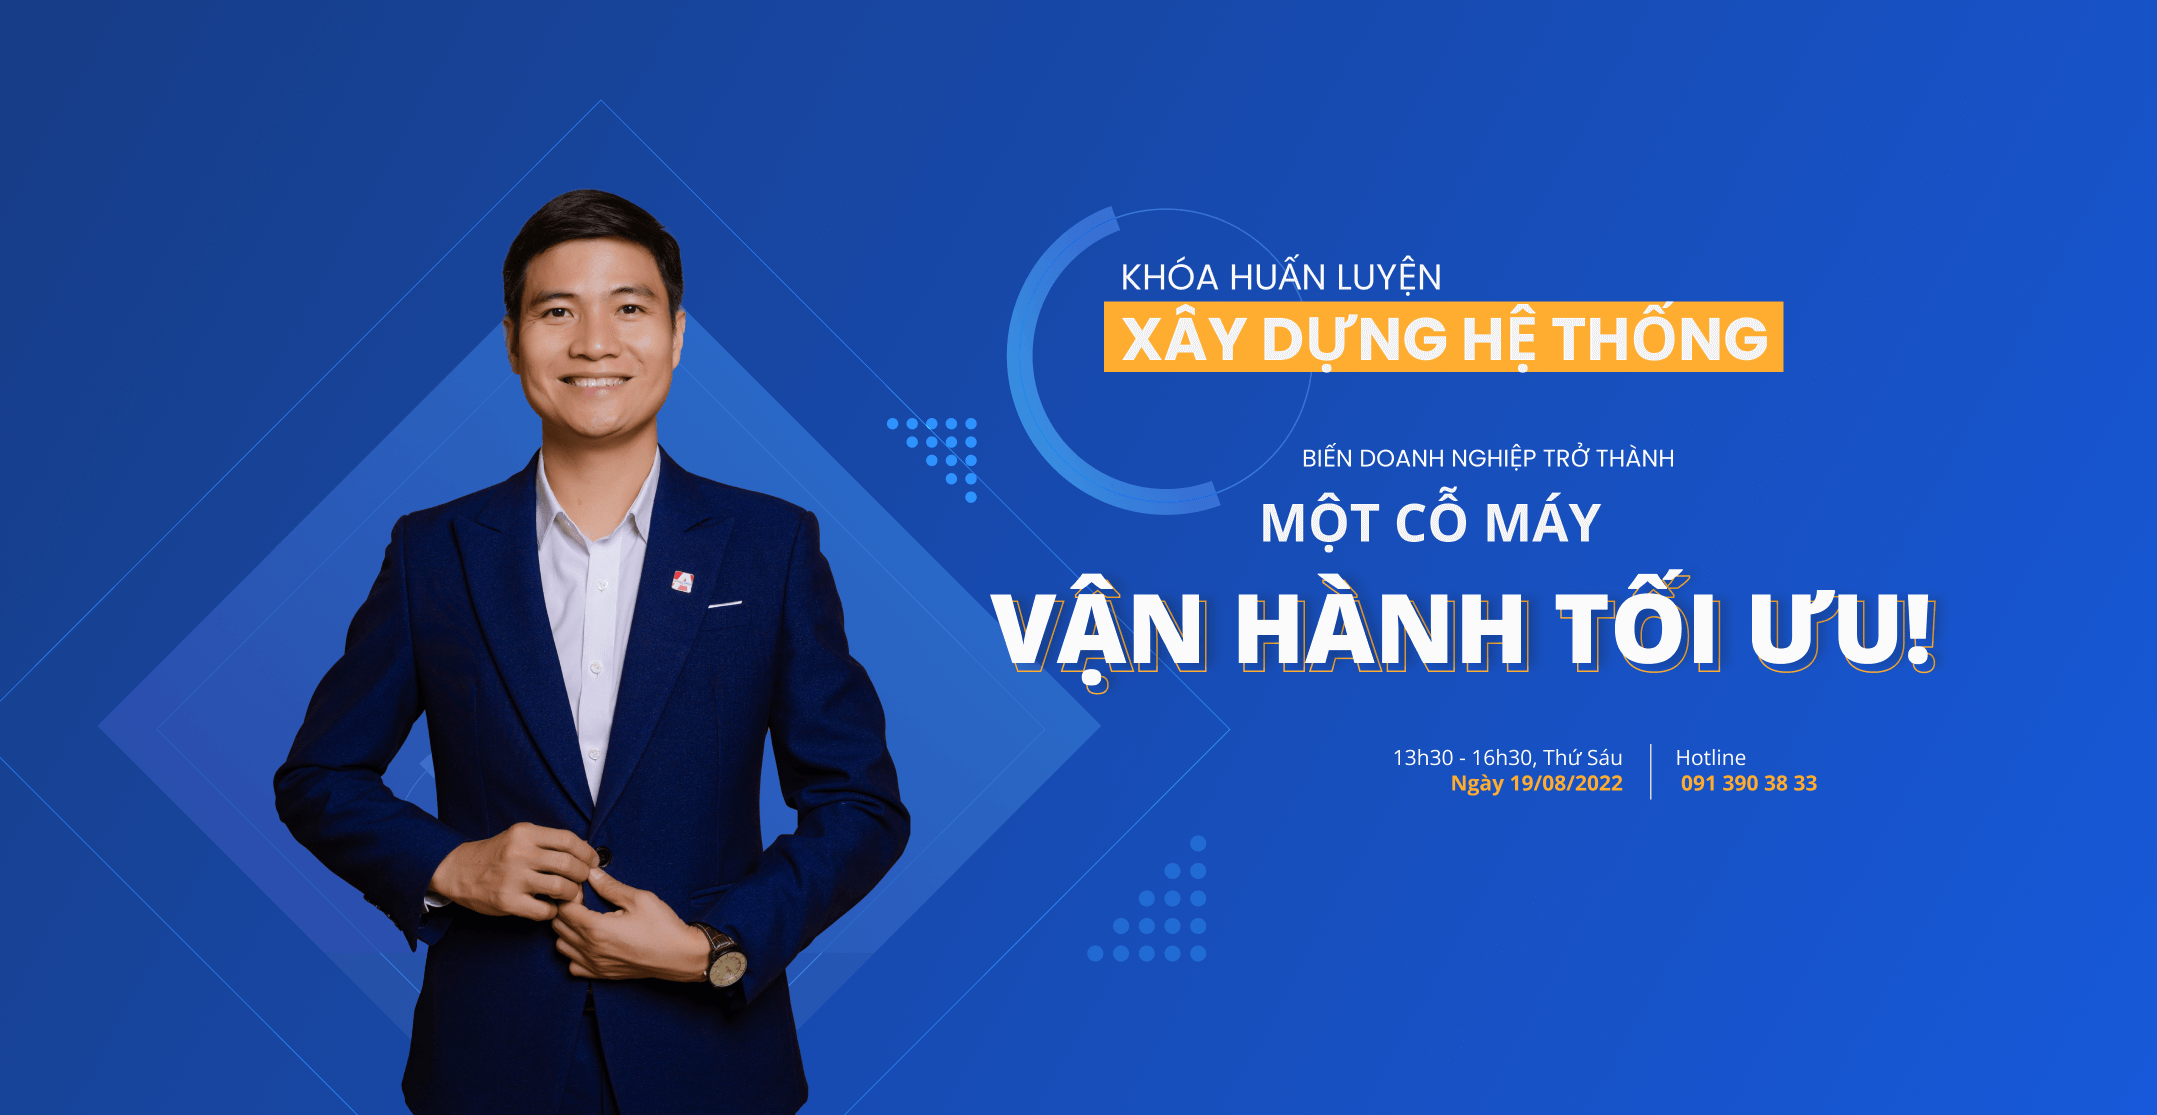 KHÓA HUẤN LUYỆN
XÂY DỰNG HỆ THỐNG
BIẾN DOANH NGHIỆP TRỞ THÀNH
MỘT CỖ MÁY
VẬN HÀNH TỐI ƯU!
13h30 - 16h30, Thứ Sáu
Ngày 19/08/2022
Hotline
091 390 38 33